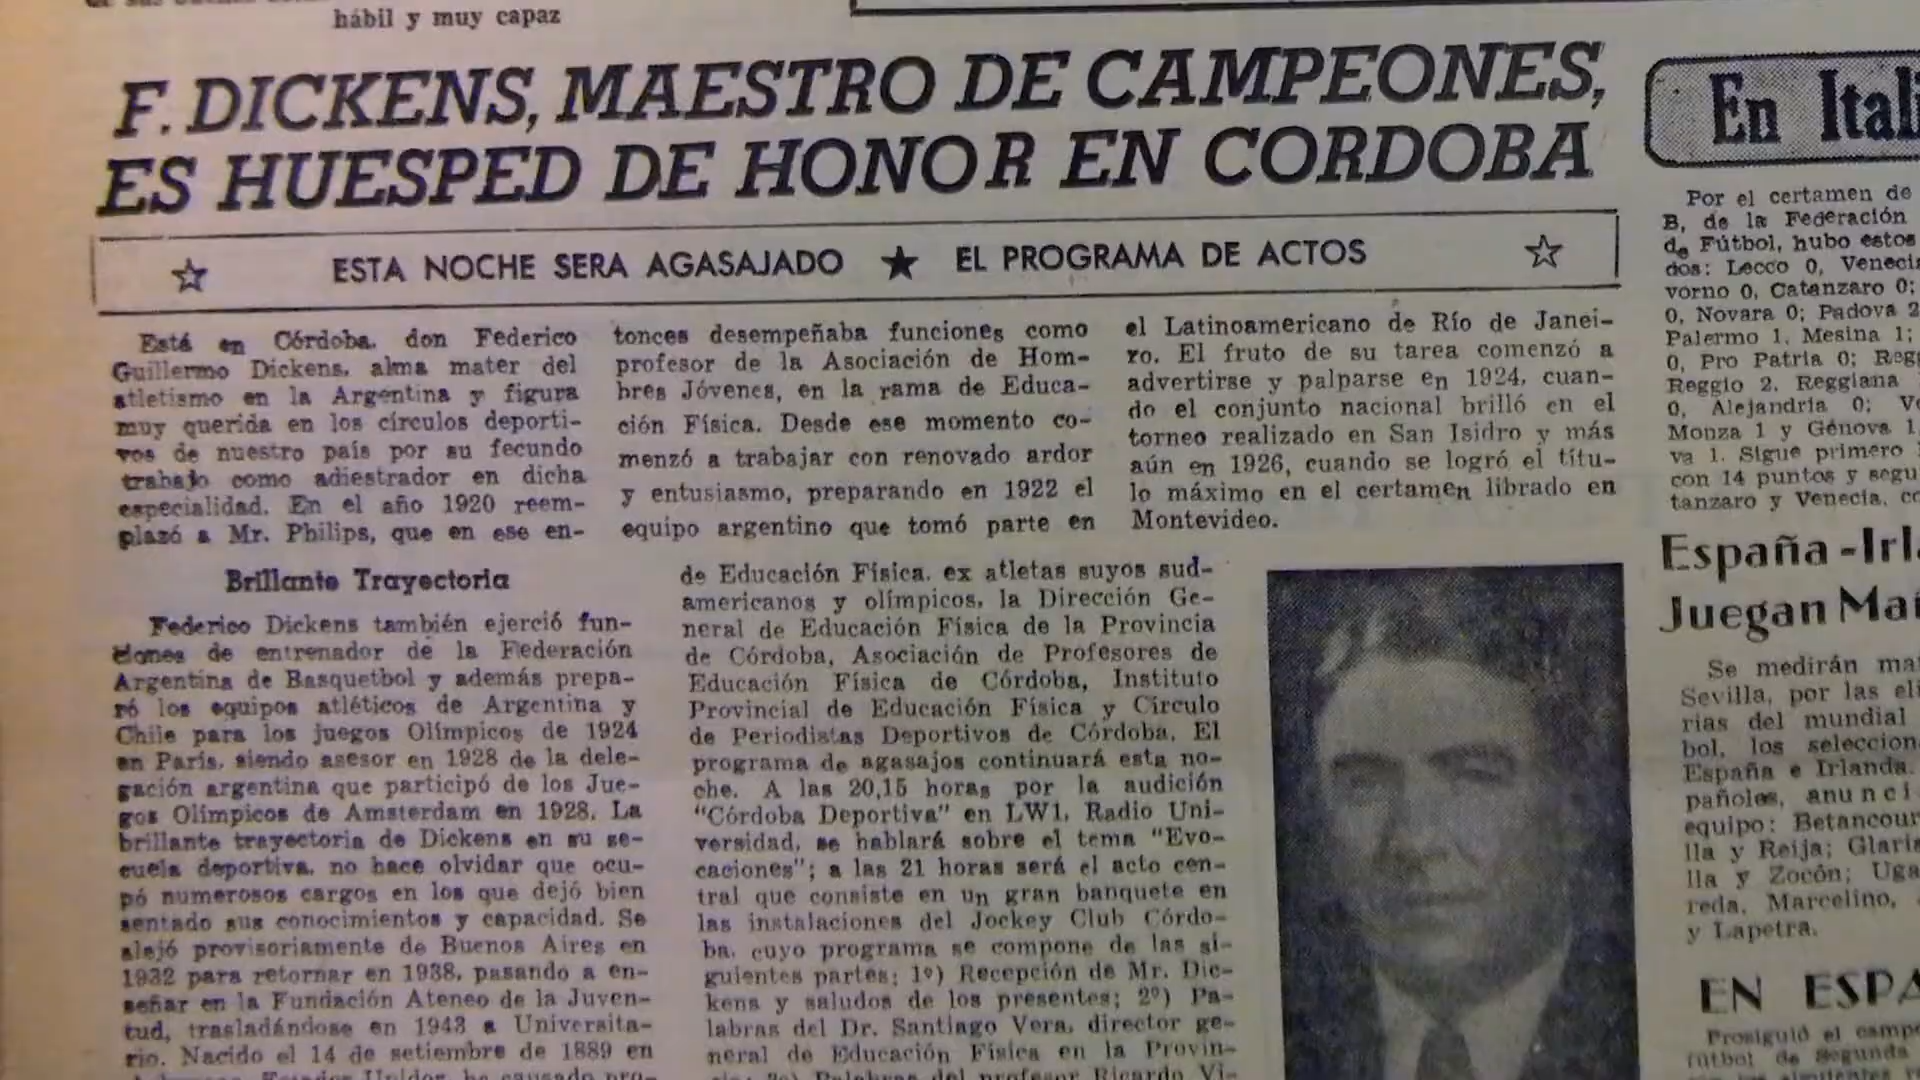 hábil y muy capaz
F. DICKENS, MAESTRO DE CAMPEONES,
ES HUESPED DE HONOR EN CORDOBA
ESTA NOCHE SERA AGASAJADO ★ EL PROGRAMA DE ACTOS
Está en Córdoba, don Federico
Guillermo Dickens, alma mater del
atletismo en la Argentina y figura
muy querida en los círculos deporti-
vos de nuestro país por su fecundo
trabajo como adiestrador en dicha
especialidad. En el año 1920 reem-
plazó a Mr. Philips, que en ese en-
tonces desempeñaba funciones como
profesor de la Asociación de Hom-
bres Jóvenes, en la rama de Educa-
ción Física. Desde ese momento co-
menzó a trabajar con renovado ardor
y entusiasmo, preparando en 1922 el
equipo argentino que tomó parte en
el Latinoamericano de Río de Janei-
ro. El fruto de su tarea comenzó a
advertirse y palparse en 1924, cuan-
do el conjunto nacional brilló en el
torneo realizado en San Isidro y más
aún en 1926, cuando se logró el títu-
lo máximo en el certamen librado en
Montevideo.
Brillante Trayectoria
Federico Dickens también ejerció fun-
ciones de entrenador de la Federación
Argentina de Basquetbol y además prepa-
ró los equipos atléticos de Argentina y
Chile para los juegos Olímpicos de 1924
en París, siendo asesor en 1928 de la dele-
gación argentina que participó de los Jue-
gos Olímpicos de Amsterdam en 1928. La
brillante trayectoria de Dickens en su se-
cuela deportiva, no hace olvidar que ocu-
pó numerosos cargos en los que dejó bien
sentado sus conocimientos y capacidad. Se
alejó provisoriamente de Buenos Aires en
1932 para retornar en 1938, pasando a en-
señar en la Fundación Ateneo de la Juven-
tud, trasladándose en 1943 a Universita-
rio. Nacido el 14 de setiembre de 1889 en
de Educación Física, ex atletas suyos sud-
americanos y olímpicos, la Dirección Ge-
neral de Educación Física de la Provincia
de Córdoba, Asociación de Profesores de
Educación Física de Córdoba, Instituto
Provincial de Educación Física y Círculo
de Periodistas Deportivos de Córdoba. El
programa de agasajos continuará esta no-
che. A las 20,15 horas por la audición
"Córdoba Deportiva" en LW1, Radio Uni-
versidad, se hablará sobre el tema "Evo-
caciones"; a las 21 horas será el acto cen-
tral que consiste en un gran banquete en
las instalaciones del Jockey Club Córdo-
ba, cuyo programa se compone de las si-
guientes partes: 1º) Recepción de Mr. Dic-
kens y saludos de los presentes; 2º) Pa-
labras del Dr. Santiago Vera, director ge-
neral de Educación Física en la Provin-
En Itali
Por el certamen de
B, de la Federación
de Fútbol, hubo estos
dos: Lecco 0, Venecia
vorno 0, Catanzaro 0;
0, Novara 0; Padova 2
Palermo 1, Mesina 1;
0, Pro Patria 0; Regg
Reggio 2, Reggiana
0, Alejandría 0; Ve
Monza 1 y Génova 1,
va 1. Sigue primero
con 14 puntos y segu
tanzaro y Venecia, co
España-Irl
Juegan Mañ
Se medirán mañ
Sevilla, por las eli
rias del mundial
bol, los seleccion
España e Irlanda.
pañoles, anunci
equipo: Betancour
lla y Reija; Glaria
lla y Zocón; Uga
reda, Marcelino,
y Lapetra.
EN ESPA
Prosiguió el campe
fútbol de Segunda